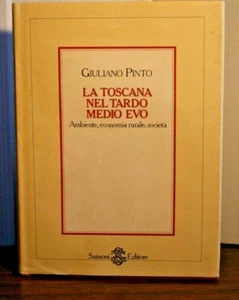 GIULIANO PINTO
LA TOSCANA
NEL TARDO
MEDIO EVO
Ambiente, economia rurale, società
Sansoni Editore